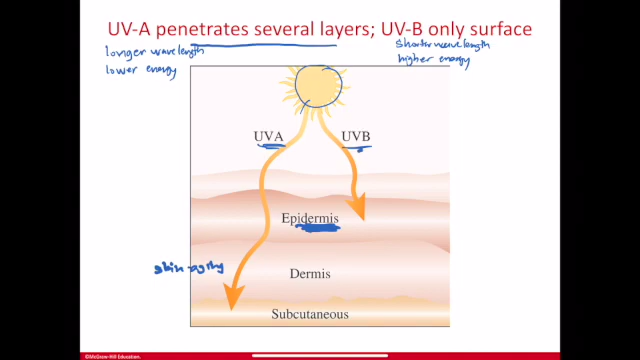 UV-A penetrates several layers; UV-B only surface
longer wavelength
lower energy
shorter wavelength
higher energy
UVA
UVB
Epidermis
skin aging
Dermis
Subcutaneous
©McGraw-Hill Education.